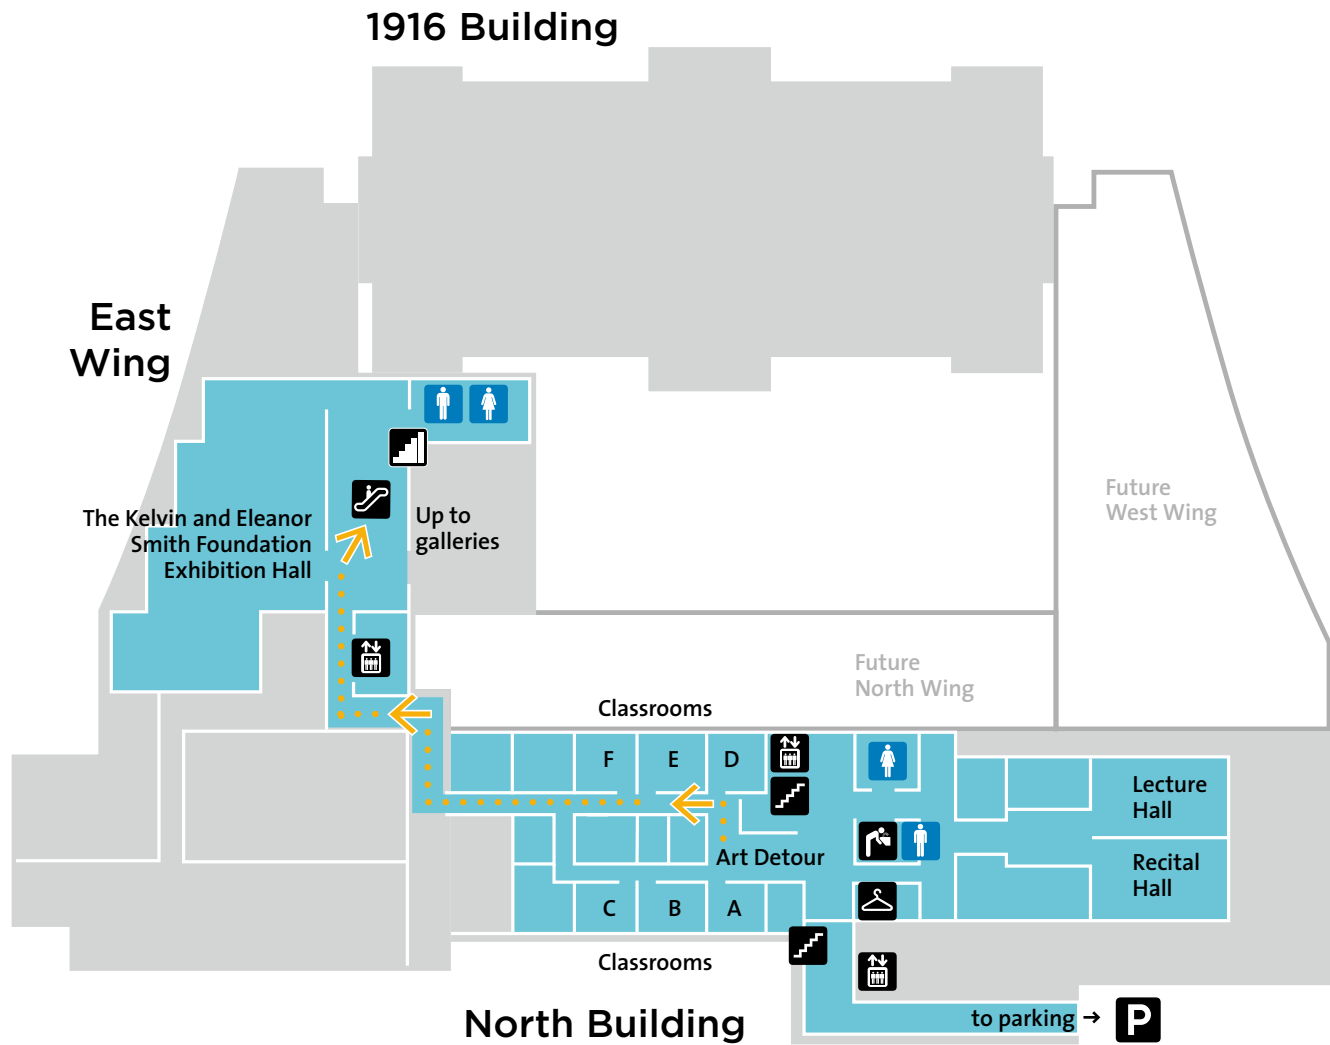 1916 Building
East
Wing
The Kelvin and Eleanor
Smith Foundation
Exhibition Hall
Up to
galleries
Future
West Wing
Future
North Wing
Classrooms
F
E
D
Lecture
Hall
Art Detour
Recital
Hall
C
B
A
Classrooms
North Building
to parking →
P